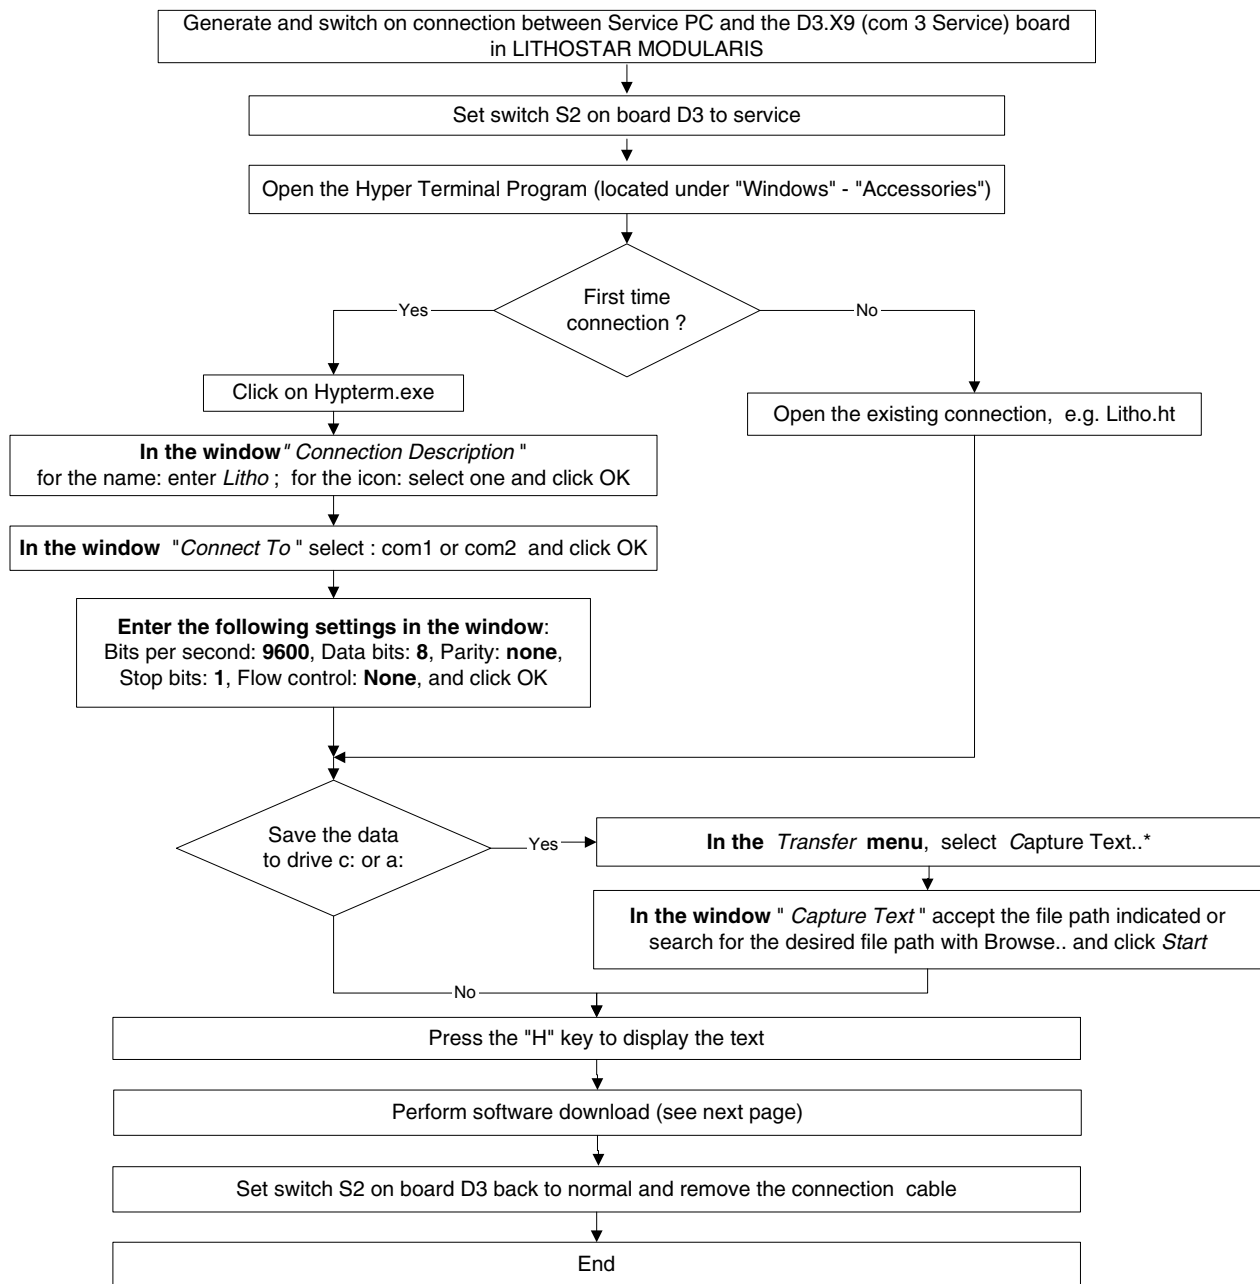 Generate and switch on connection between Service PC and the D3.X9 (com 3 Service) board
in LITHOSTAR MODULARIS
Set switch S2 on board D3 to service
Open the Hyper Terminal Program (located under "Windows" - "Accessories")
First time
connection ?
Yes
No
Click on Hypterm.exe
Open the existing connection, e.g. Litho.ht
In the window " Connection Description "
for the name: enter Litho ; for the icon: select one and click OK
In the window "Connect To " select : com1 or com2 and click OK
Enter the following settings in the window:
Bits per second: 9600, Data bits: 8, Parity: none,
Stop bits: 1, Flow control: None, and click OK
Save the data
to drive c: or a:
Yes
In the Transfer menu, select Capture Text..*
In the window " Capture Text " accept the file path indicated or
search for the desired file path with Browse.. and click Start
No
Press the "H" key to display the text
Perform software download (see next page)
Set switch S2 on board D3 back to normal and remove the connection cable
End